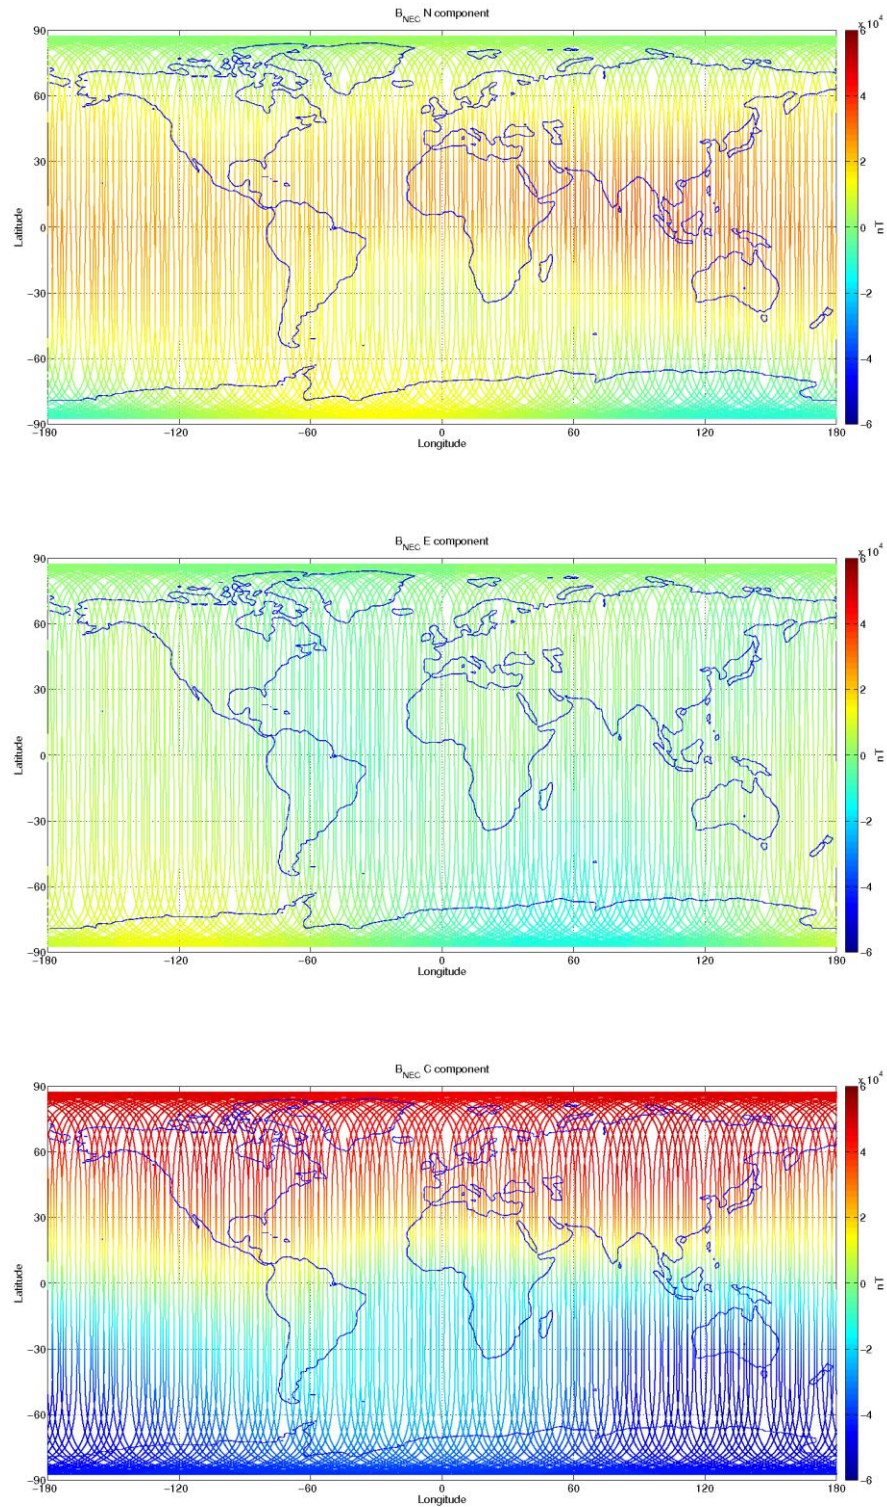 B_NEC N component
x 10^4
90
60
30
0
−30
−60
−90
Latitude
−180 −120 −60 0 60 120 180
Longitude
6
4
2
0
−2
−4
−6
nT
B_NEC E component
x 10^4
90
60
30
0
−30
−60
−90
Latitude
−180 −120 −60 0 60 120 180
Longitude
6
4
2
0
−2
−4
−6
nT
B_NEC C component
x 10^4
90
60
30
0
−30
−60
−90
Latitude
−180 −120 −60 0 60 120 180
Longitude
6
4
2
0
−2
−4
−6
nT